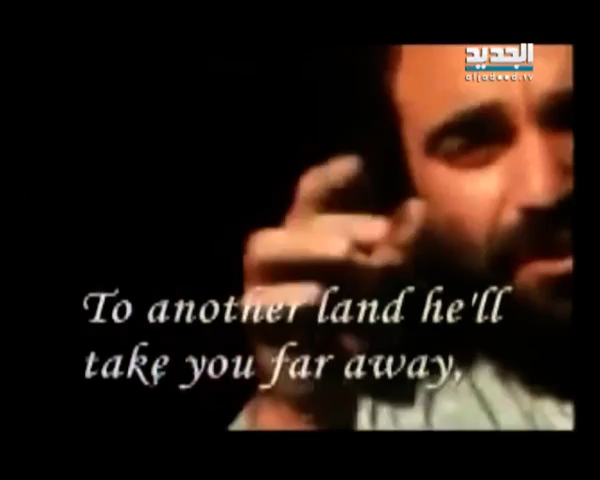 الجديد
aljadeed.tv
To another land he'll
take you far away,